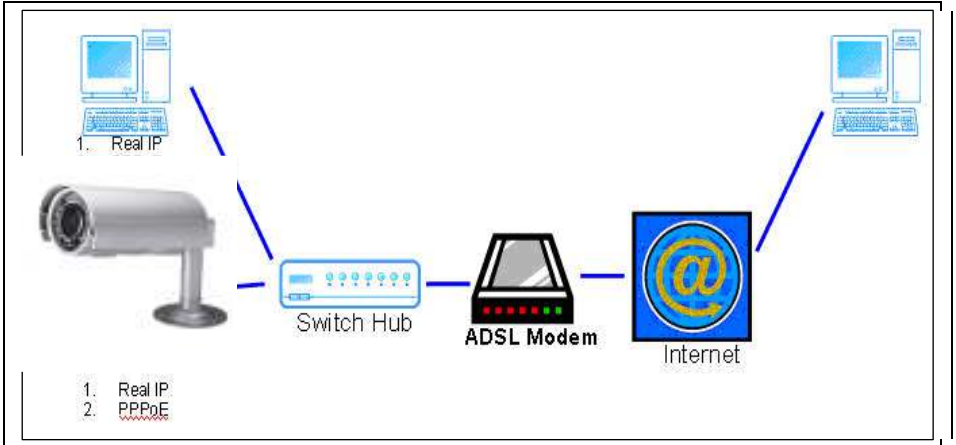 1. Real IP
Switch Hub
ADSL Modem
Internet
1. Real IP
2. PPPoE